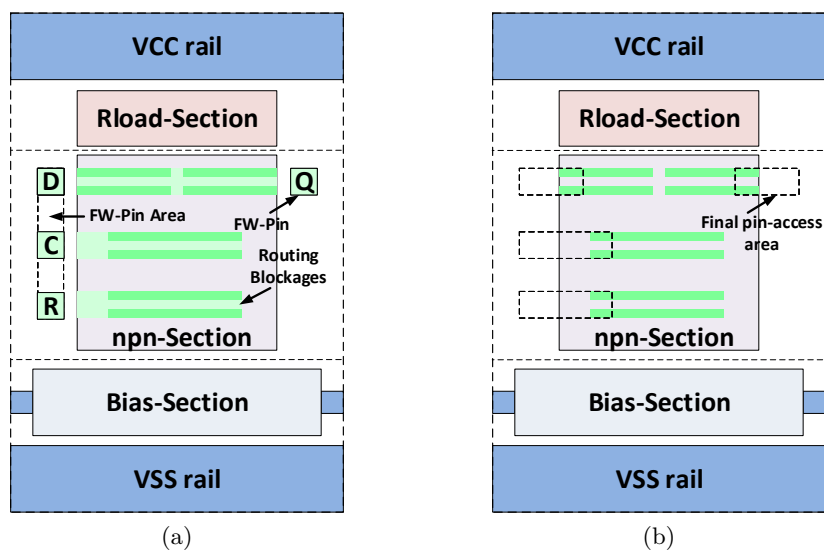 VCC rail
Rload-Section
D
Q
FW-Pin Area
FW-Pin
C
Routing
Blockages
R
npn-Section
Bias-Section
VSS rail
(a)
VCC rail
Rload-Section
Final pin-access
area
npn-Section
Bias-Section
VSS rail
(b)